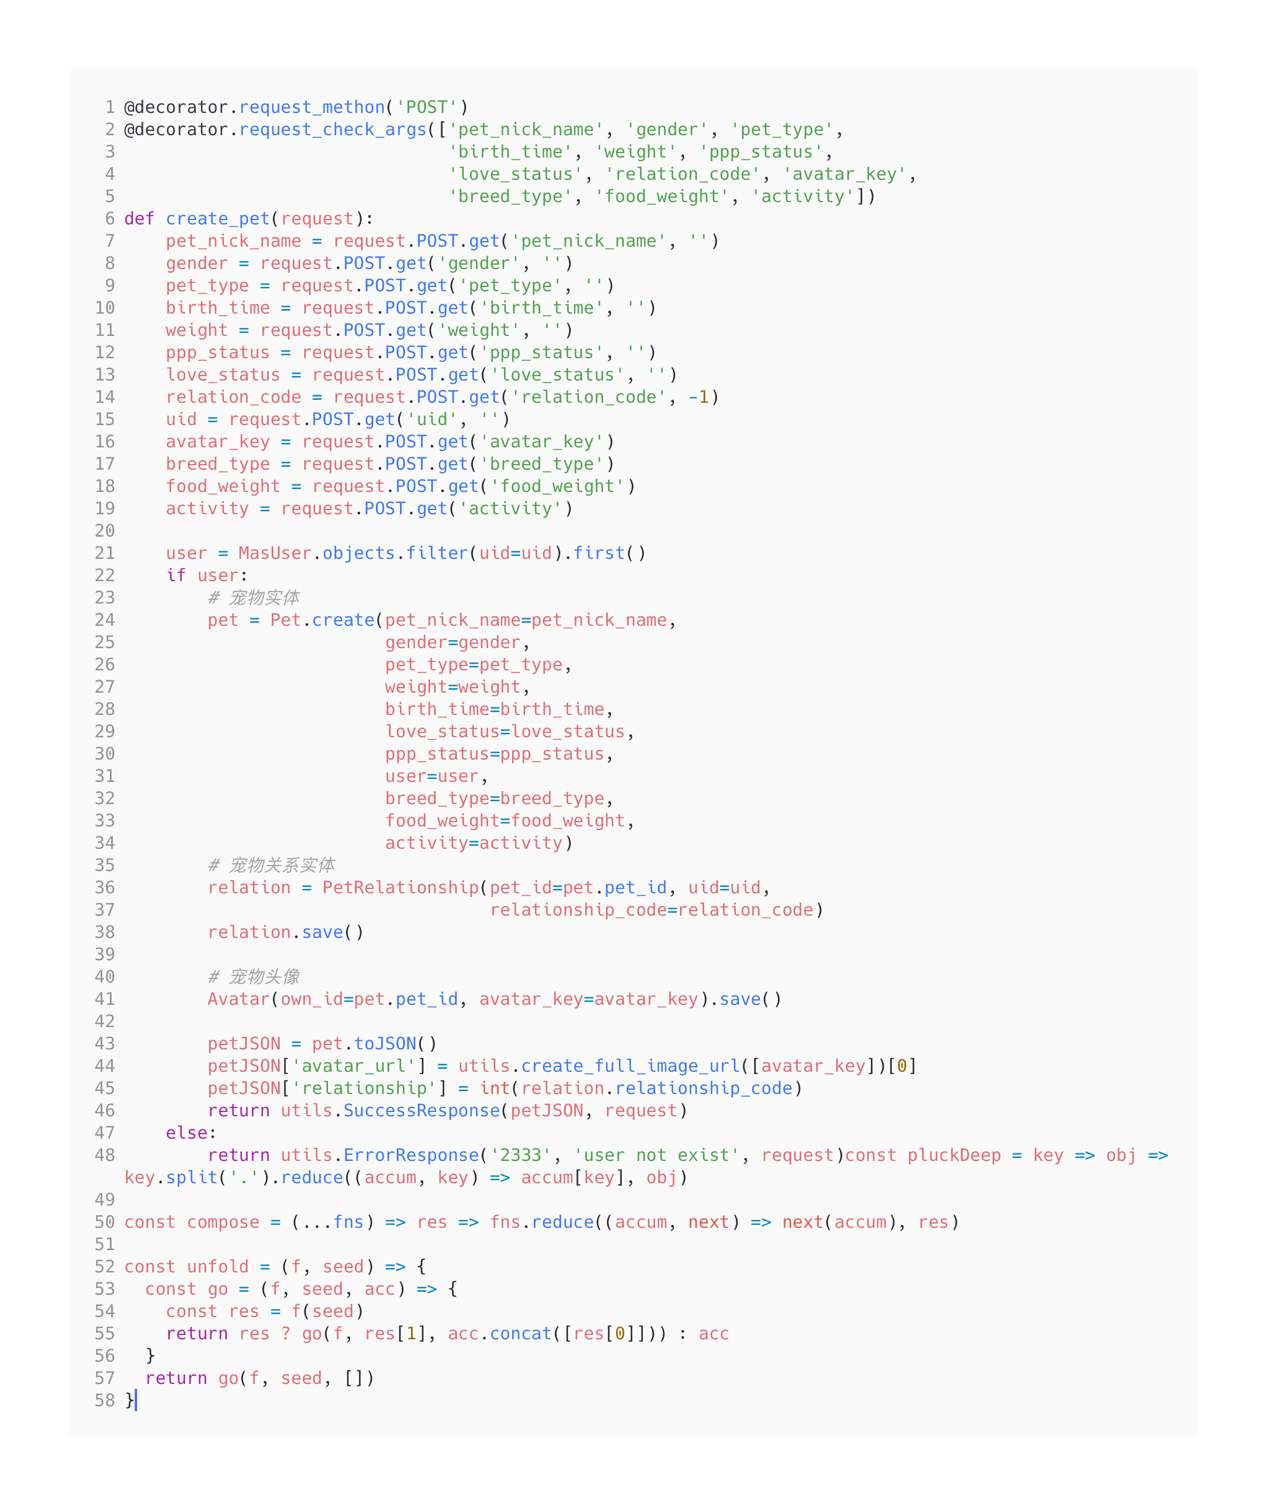 1 @decorator.request_methon('POST')
2 @decorator.request_check_args(['pet_nick_name', 'gender', 'pet_type',
3                                'birth_time', 'weight', 'ppp_status',
4                                'love_status', 'relation_code', 'avatar_key',
5                                'breed_type', 'food_weight', 'activity'])
6 def create_pet(request):
7     pet_nick_name = request.POST.get('pet_nick_name', '')
8     gender = request.POST.get('gender', '')
9     pet_type = request.POST.get('pet_type', '')
10     birth_time = request.POST.get('birth_time', '')
11     weight = request.POST.get('weight', '')
12     ppp_status = request.POST.get('ppp_status', '')
13     love_status = request.POST.get('love_status', '')
14     relation_code = request.POST.get('relation_code', -1)
15     uid = request.POST.get('uid', '')
16     avatar_key = request.POST.get('avatar_key')
17     breed_type = request.POST.get('breed_type')
18     food_weight = request.POST.get('food_weight')
19     activity = request.POST.get('activity')
20
21     user = MasUser.objects.filter(uid=uid).first()
22     if user:
23         # 宠物实体
24         pet = Pet.create(pet_nick_name=pet_nick_name,
25                          gender=gender,
26                          pet_type=pet_type,
27                          weight=weight,
28                          birth_time=birth_time,
29                          love_status=love_status,
30                          ppp_status=ppp_status,
31                          user=user,
32                          breed_type=breed_type,
33                          food_weight=food_weight,
34                          activity=activity)
35         # 宠物关系实体
36         relation = PetRelationship(pet_id=pet.pet_id, uid=uid,
37                                    relationship_code=relation_code)
38         relation.save()
39
40         # 宠物头像
41         Avatar(own_id=pet.pet_id, avatar_key=avatar_key).save()
42
43         petJSON = pet.toJSON()
44         petJSON['avatar_url'] = utils.create_full_image_url([avatar_key])[0]
45         petJSON['relationship'] = int(relation.relationship_code)
46         return utils.SuccessResponse(petJSON, request)
47     else:
48         return utils.ErrorResponse('2333', 'user not exist', request)const pluckDeep = key => obj =>
key.split('.').reduce((accum, key) => accum[key], obj)
49
50 const compose = (...fns) => res => fns.reduce((accum, next) => next(accum), res)
51
52 const unfold = (f, seed) => {
53   const go = (f, seed, acc) => {
54     const res = f(seed)
55     return res ? go(f, res[1], acc.concat([res[0]])) : acc
56   }
57   return go(f, seed, [])
58 }